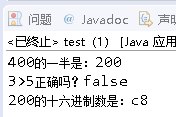 问题 @ Javadoc 声明
<已终止> test (1) [Java 应用
400的一半是：200
3>5正确吗？false
200的十六进制数是：c8